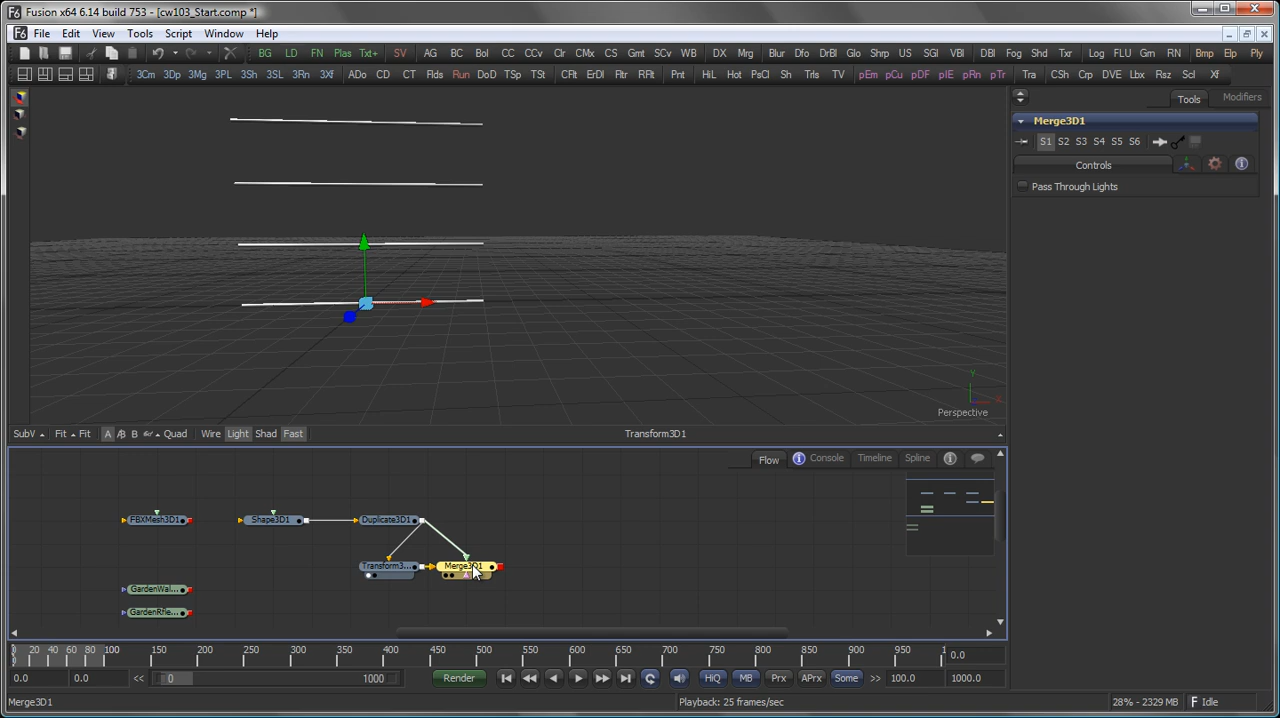 Fusion x64 6.14 build 753 - [cw103_Start.comp *]
File Edit View Tools Script Window Help
BG LD FN Plas Txt+ SV AG BC Bol CC CCv Clr CMx CS Gmt SCv WB DX Mrg Blur Dfo DrBl Glo Shrp US SGl VBl DBl Fog Shd Txr Log FLU Gm RN Bmp Elp Ply
3Cm 3Dp 3Mg 3PL 3Sh 3SL 3Rn 3Xf ADo CD CT Flds Run DoD TSp TSt CFlt ErDl Fltr RFlt Pnt HiL Hot PsCl Sh Trls TV pEm pCu pDF pIE pRn pTr Tra CSh Crp DVE Lbx Rsz Scl Xf
Tools Modifiers
Merge3D1
S1 S2 S3 S4 S5 S6
Controls
Pass Through Lights
Y
X
Perspective
SubV Fit Fit A B Quad Wire Light Shad Fast Transform3D1
Flow Console Timeline Spline
FBXMesh3D1 Shape3D1 Duplicate3D1
Transform3... Merge3D1
GardenWal...
GardenRhe...
0 20 40 60 80 100 150 200 250 300 350 400 450 500 550 600 650 700 750 800 850 900 950 1 0.0
0.0 0.0 << 0 1000 Render HiQ MB Prx APrx Some >> 100.0 1000.0
Merge3D1 Playback: 25 frames/sec 28% - 2329 MB Idle